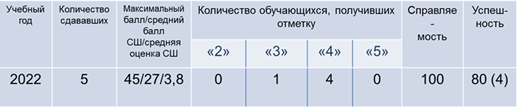 Учебный год
Количество сдававших
Максимальный балл/средний балл СШ/средняя оценка СШ
Количество обучающихся, получивших отметку
Справляе-мость
Успеш-ность
«2» «3» «4» «5»
2022 5 45/27/3,8 0 1 4 0 100 80 (4)